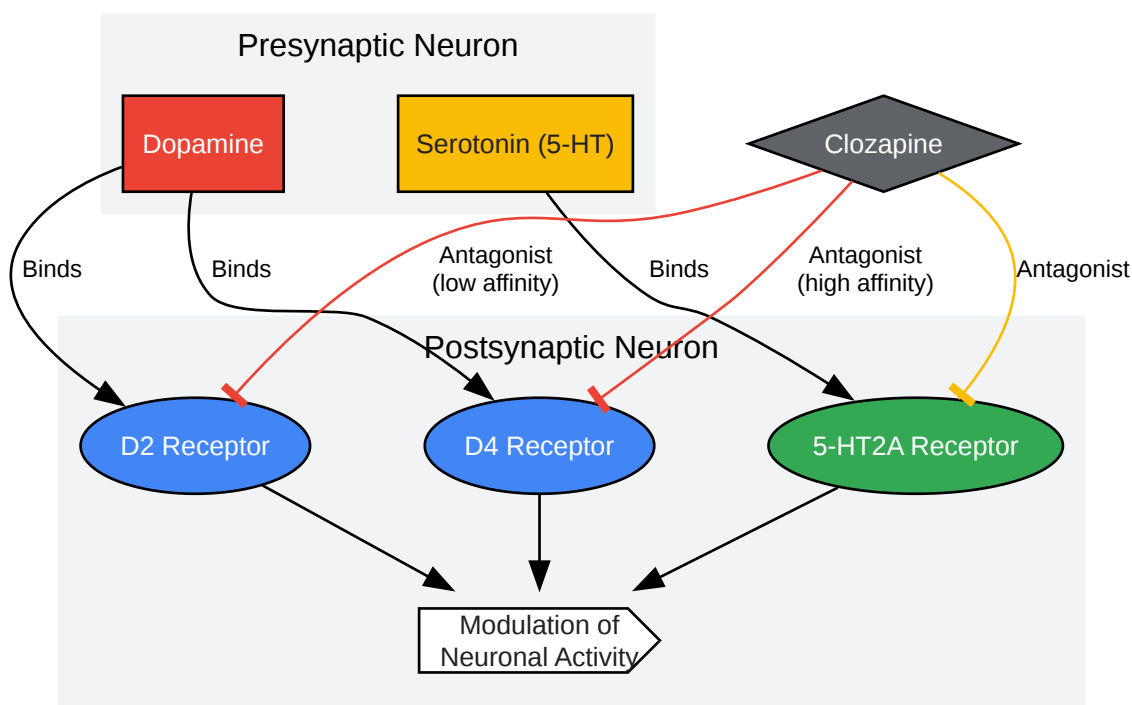 Presynaptic Neuron
Dopamine
Serotonin (5-HT)
Clozapine
Binds
Binds
Antagonist
(low affinity)
Binds
Antagonist
(high affinity)
Antagonist
Postsynaptic Neuron
D2 Receptor
D4 Receptor
5-HT2A Receptor
Modulation of
Neuronal Activity